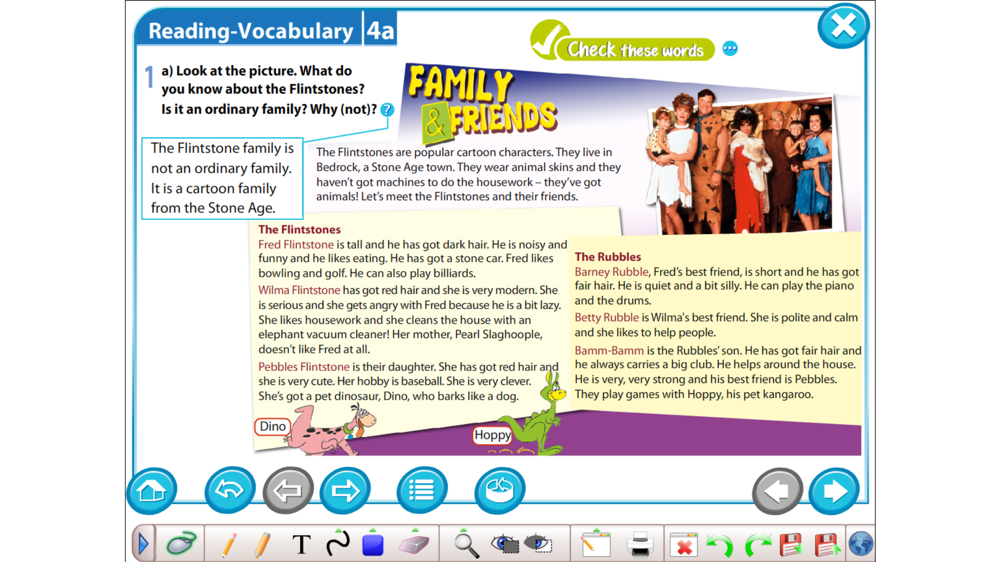 Reading-Vocabulary 4a
Check these words
1 a) Look at the picture. What do
you know about the Flintstones?
Is it an ordinary family? Why (not)? ?
The Flintstone family is
not an ordinary family.
It is a cartoon family
from the Stone Age.
FAMILY
& FRIENDS
The Flintstones are popular cartoon characters. They live in
Bedrock, a Stone Age town. They wear animal skins and they
haven’t got machines to do the housework – they’ve got
animals! Let’s meet the Flintstones and their friends.
The Flintstones
Fred Flintstone is tall and he has got dark hair. He is noisy and
funny and he likes eating. He has got a stone car. Fred likes
bowling and golf. He can also play billiards.
Wilma Flintstone has got red hair and she is very modern. She
is serious and she gets angry with Fred because he is a bit lazy.
She likes housework and she cleans the house with an
elephant vacuum cleaner! Her mother, Pearl Slaghoople,
doesn’t like Fred at all.
Pebbles Flintstone is their daughter. She has got red hair and
she is very cute. Her hobby is baseball. She is very clever.
She’s got a pet dinosaur, Dino, who barks like a dog.
Dino
Hoppy
The Rubbles
Barney Rubble, Fred’s best friend, is short and he has got
fair hair. He is quiet and a bit silly. He can play the piano
and the drums.
Betty Rubble is Wilma's best friend. She is polite and calm
and she likes to help people.
Bamm-Bamm is the Rubbles’ son. He has got fair hair and
he always carries a big club. He helps around the house.
He is very, very strong and his best friend is Pebbles.
They play games with Hoppy, his pet kangaroo.
T